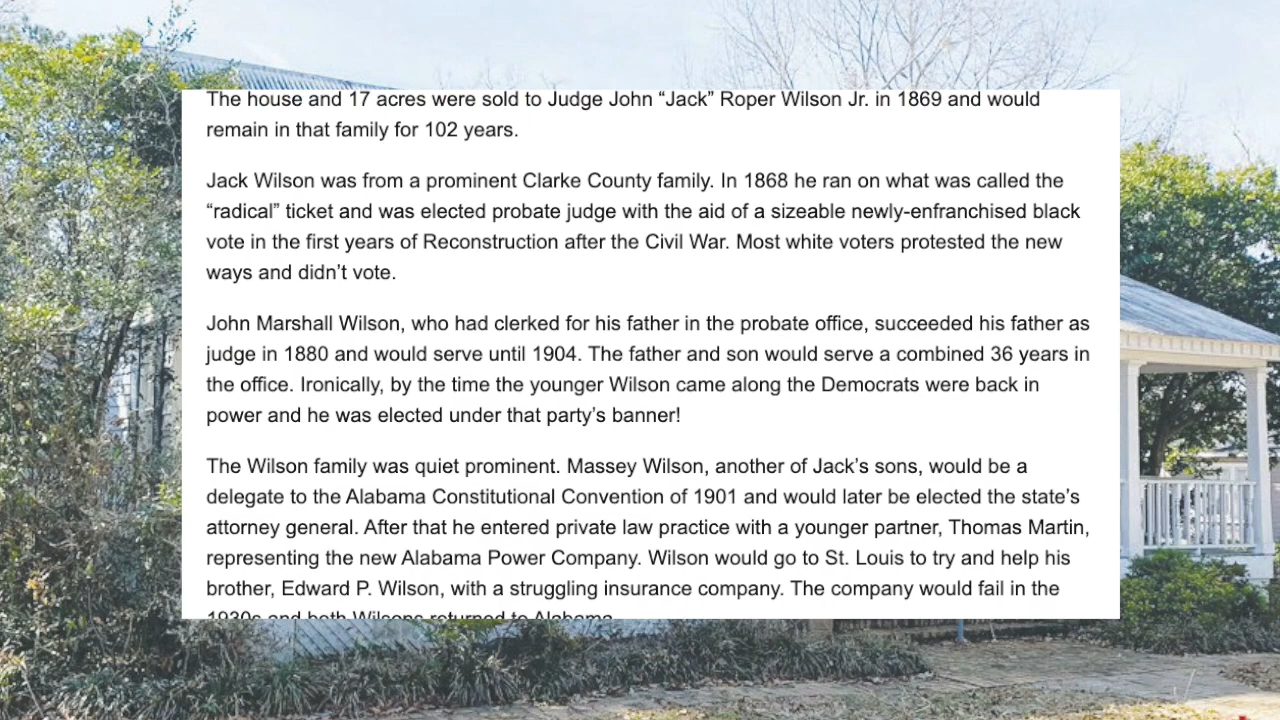 The house and 17 acres were sold to Judge John “Jack” Roper Wilson Jr. in 1869 and would
remain in that family for 102 years.
Jack Wilson was from a prominent Clarke County family. In 1868 he ran on what was called the
“radical” ticket and was elected probate judge with the aid of a sizeable newly-enfranchised black
vote in the first years of Reconstruction after the Civil War. Most white voters protested the new
ways and didn’t vote.
John Marshall Wilson, who had clerked for his father in the probate office, succeeded his father as
judge in 1880 and would serve until 1904. The father and son would serve a combined 36 years in
the office. Ironically, by the time the younger Wilson came along the Democrats were back in
power and he was elected under that party’s banner!
The Wilson family was quiet prominent. Massey Wilson, another of Jack’s sons, would be a
delegate to the Alabama Constitutional Convention of 1901 and would later be elected the state’s
attorney general. After that he entered private law practice with a younger partner, Thomas Martin,
representing the new Alabama Power Company. Wilson would go to St. Louis to try and help his
brother, Edward P. Wilson, with a struggling insurance company. The company would fail in the
1930s and both Wilsons returned to Alabama.